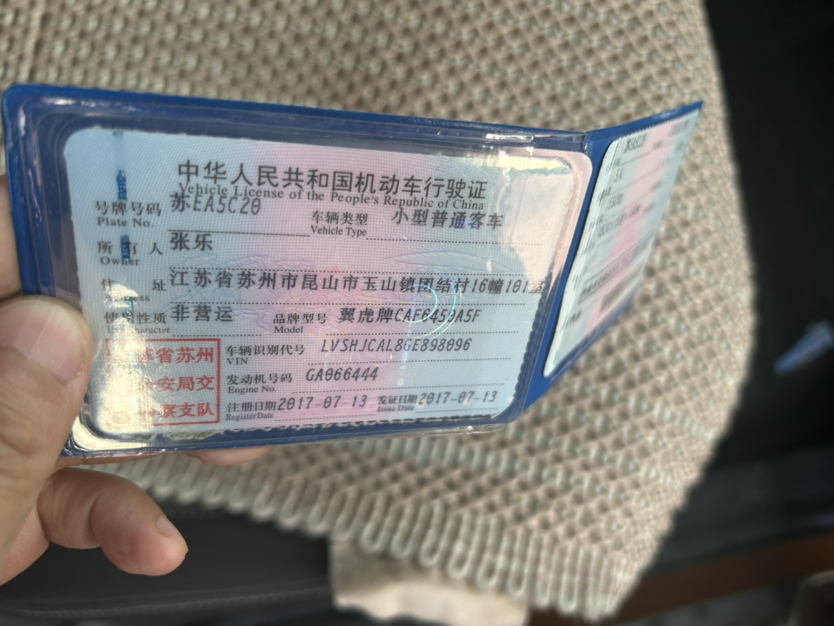 中华人民共和国机动车行驶证
Vehicle License of the People's Republic of China
号牌号码 苏EA5C20 车辆类型 小型普通客车
Plate No. Vehicle Type
所 有 人 张乐
Owner
住 址 江苏省苏州市昆山市玉山镇团结村16幢101室
使用性质 非营运 品牌型号 翼虎牌CAF6450A5F
Model
车辆识别代号 LVSHJCAL8GE898096
VIN
发动机号码 GA066444
Engine No.
注册日期 2017-07-13 发证日期 2017-07-13
Register Date Issue Date
省苏州
公安局交
察支队